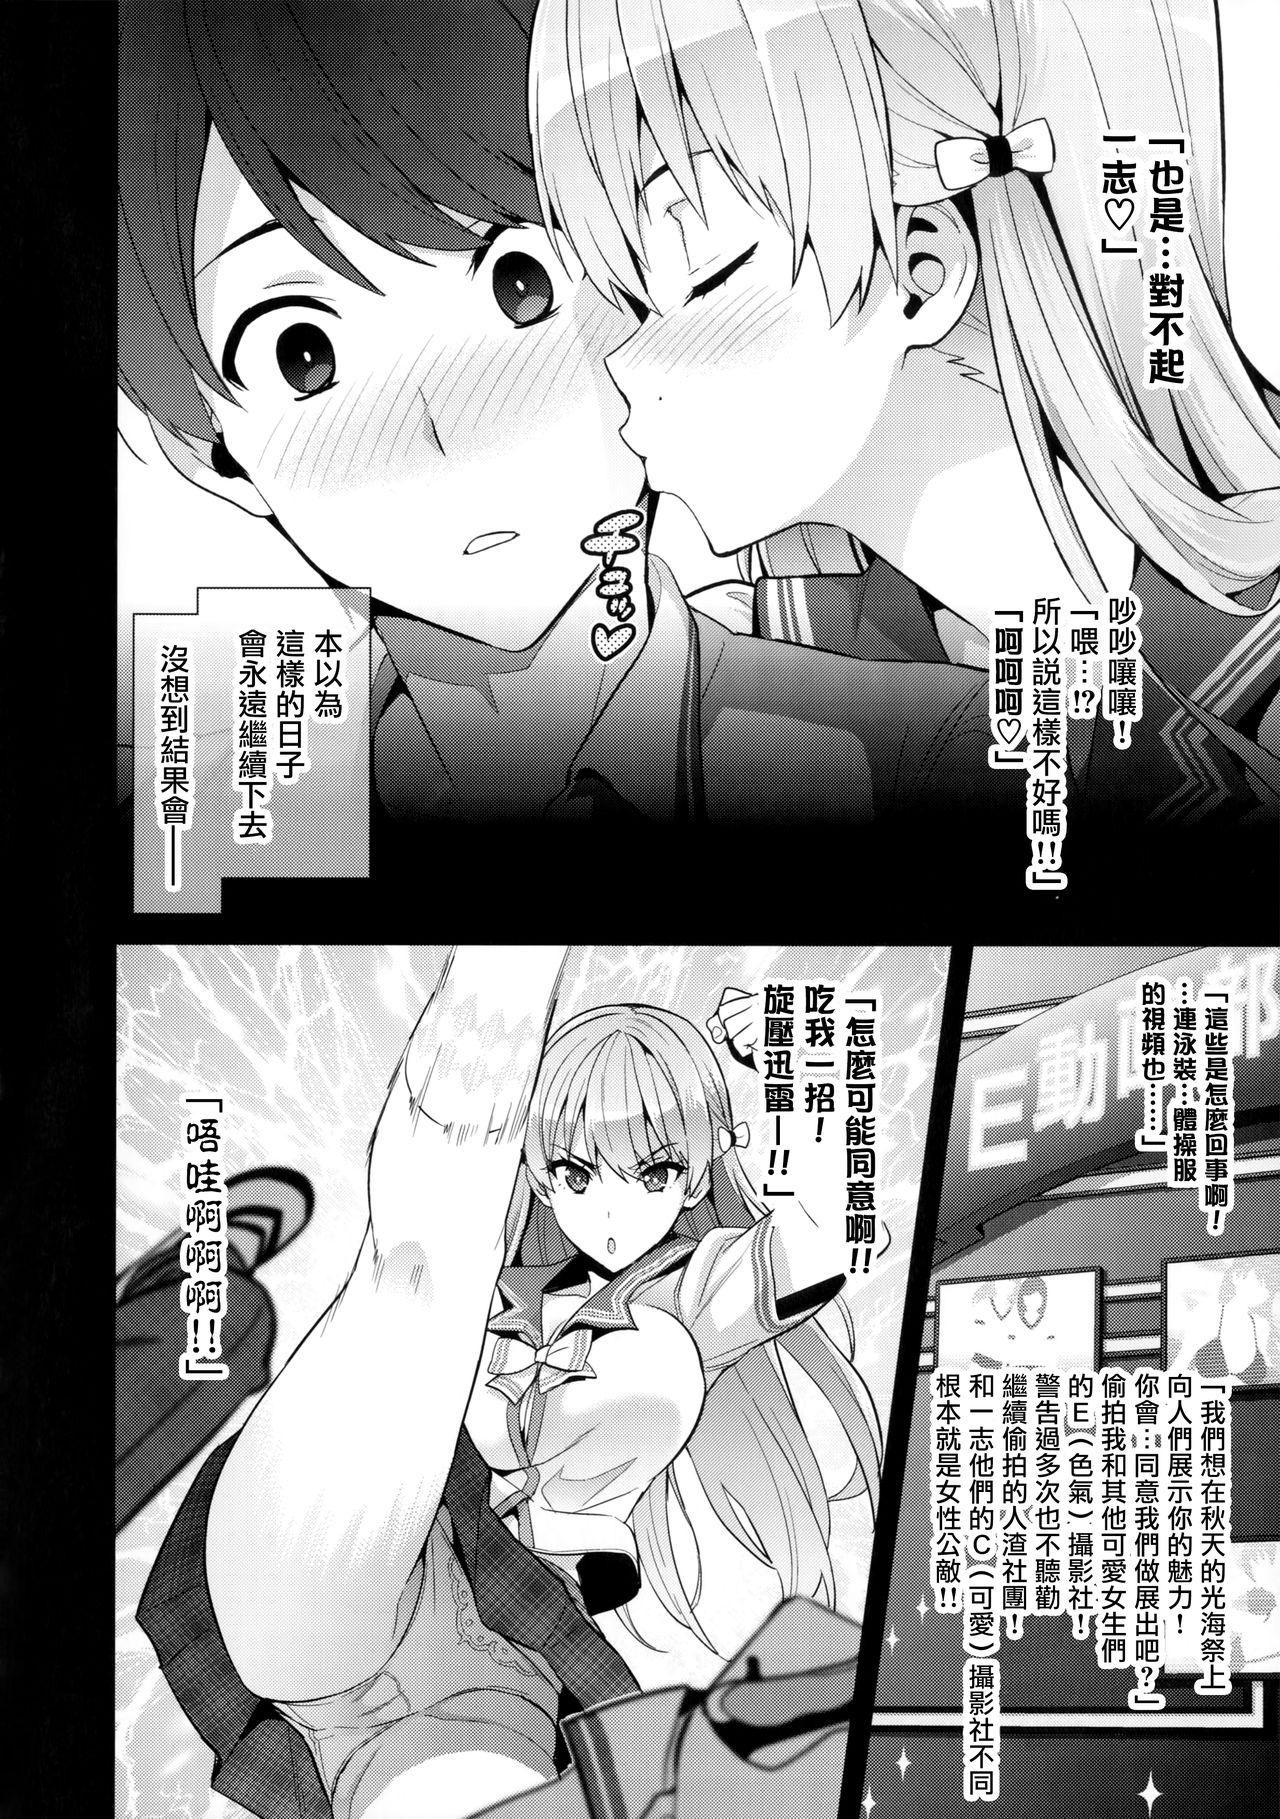 「也是…對不起
一志♡」
吵吵嚷嚷！
「喂…!?
所以說這樣不好嗎!!」
「呵呵呵♡」
チュッ♡
本以為
這樣的日子
會永遠繼續下去
沒想到結果會——
「這些是怎麼回事啊！
…連泳裝…體操服
的視頻也……」
「我們想在秋天的光海祭上
向人們展示你的魅力！
你會…同意我們做展出吧？」
偷拍我和其他可愛女生們
的E（色氣）攝影社！
警告過多次也不聽勸
繼續偷拍的人渣社團！
和一志他們的C（可愛）攝影社不同
根本就是女性公敵!!
「怎麼可能同意啊!!
吃我一招！
旋壓迅雷—!!」
「唔哇啊啊啊!!」